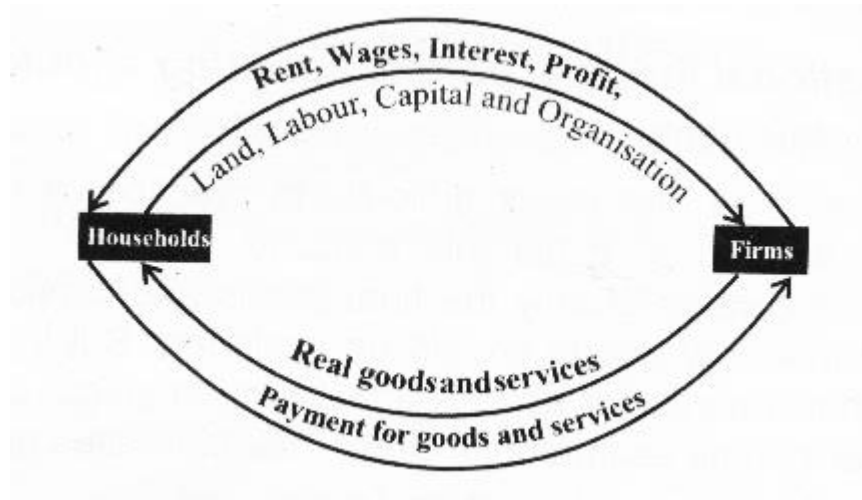 Rent, Wages, Interest, Profit,
Land, Labour, Capital and Organisation
Households
Firms
Real goods and services
Payment for goods and services